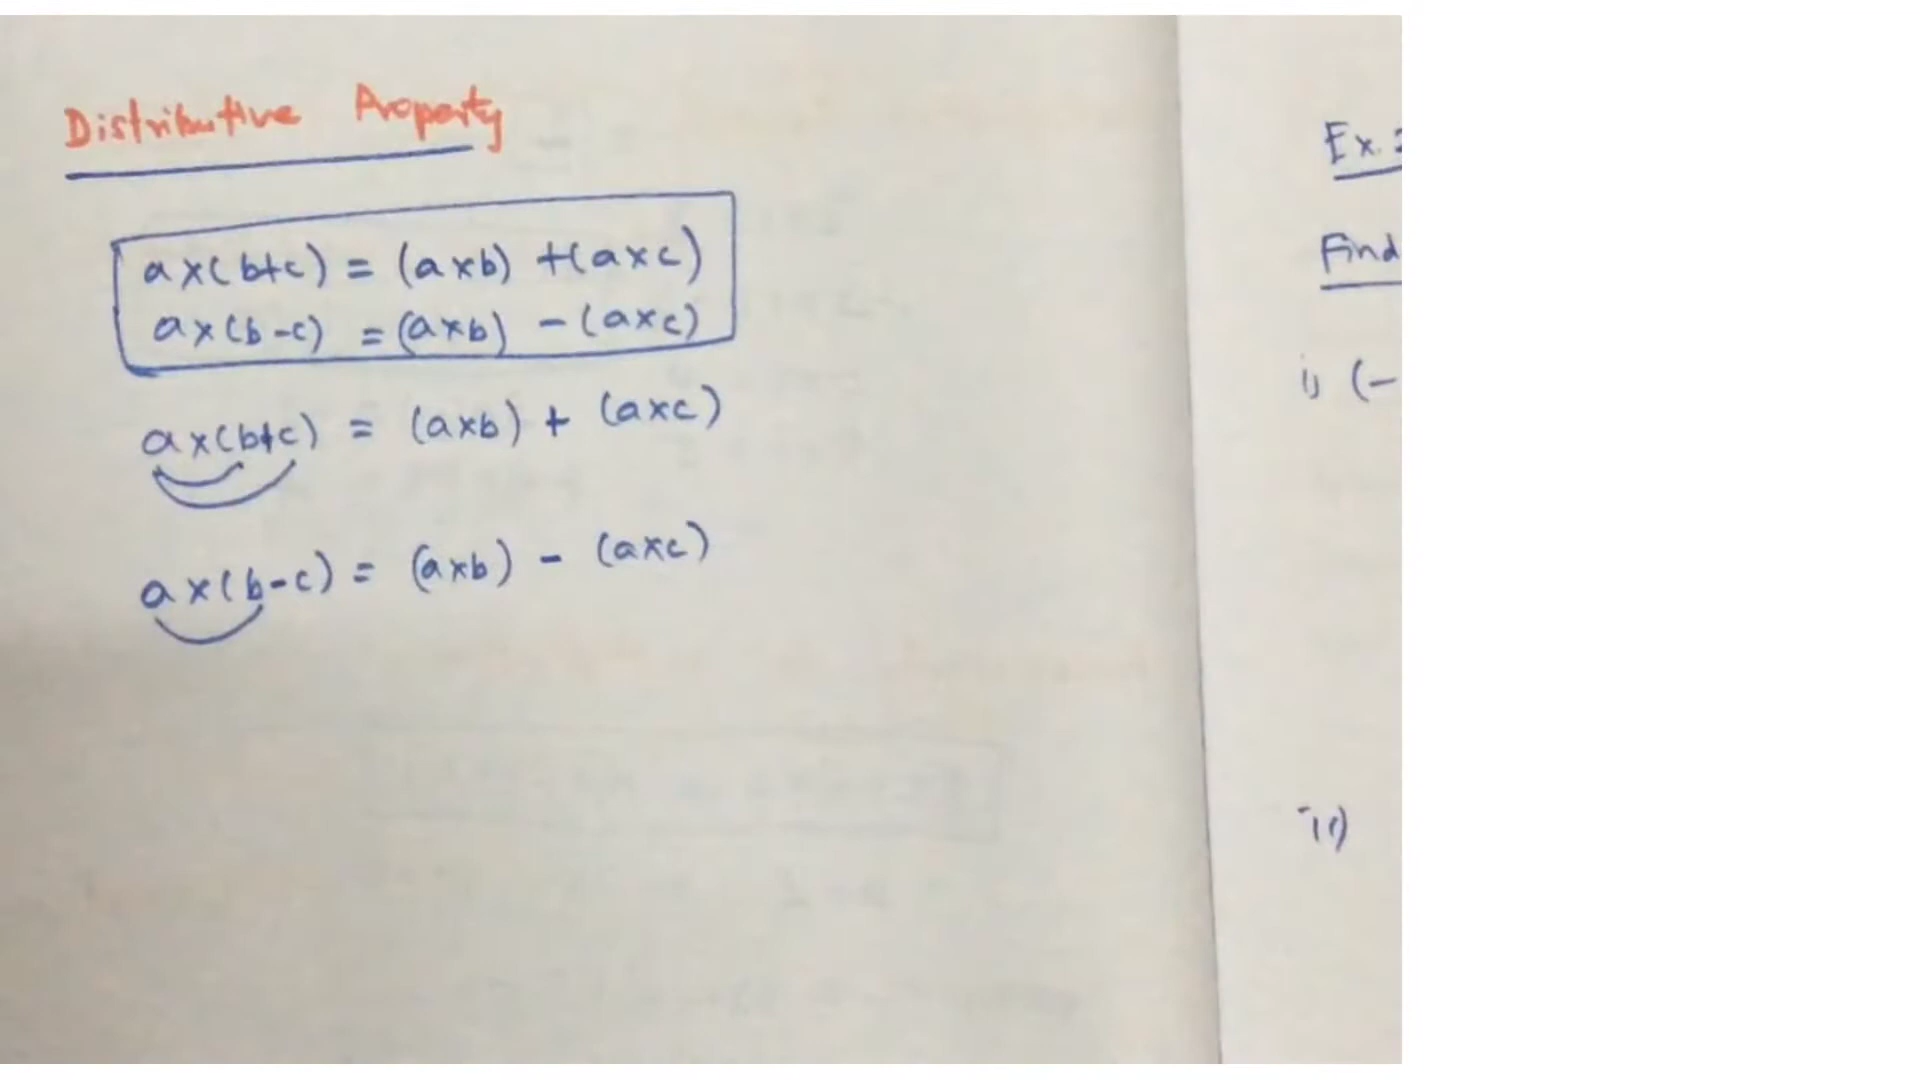 Distributive Property
a×(b+c) = (a×b) +(a×c)
a×(b-c) = (a×b) -(a×c)
a×(b+c) = (a×b) + (a×c)
a×(b-c) = (a×b) - (a×c)
Ex.
Find
i) (-
ii)